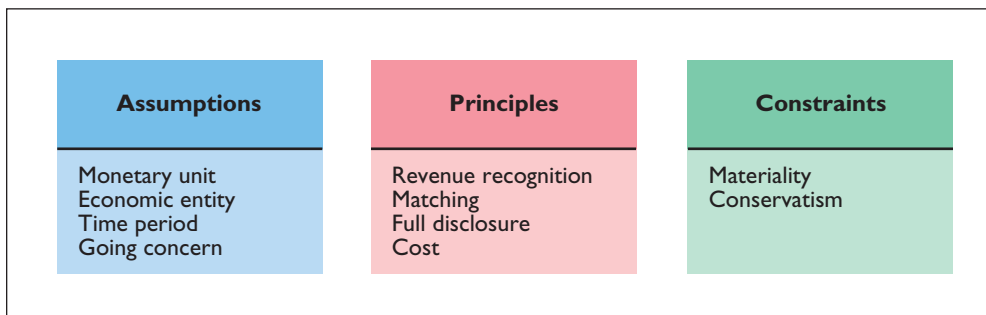 Assumptions
Monetary unit
Economic entity
Time period
Going concern
Principles
Revenue recognition
Matching
Full disclosure
Cost
Constraints
Materiality
Conservatism